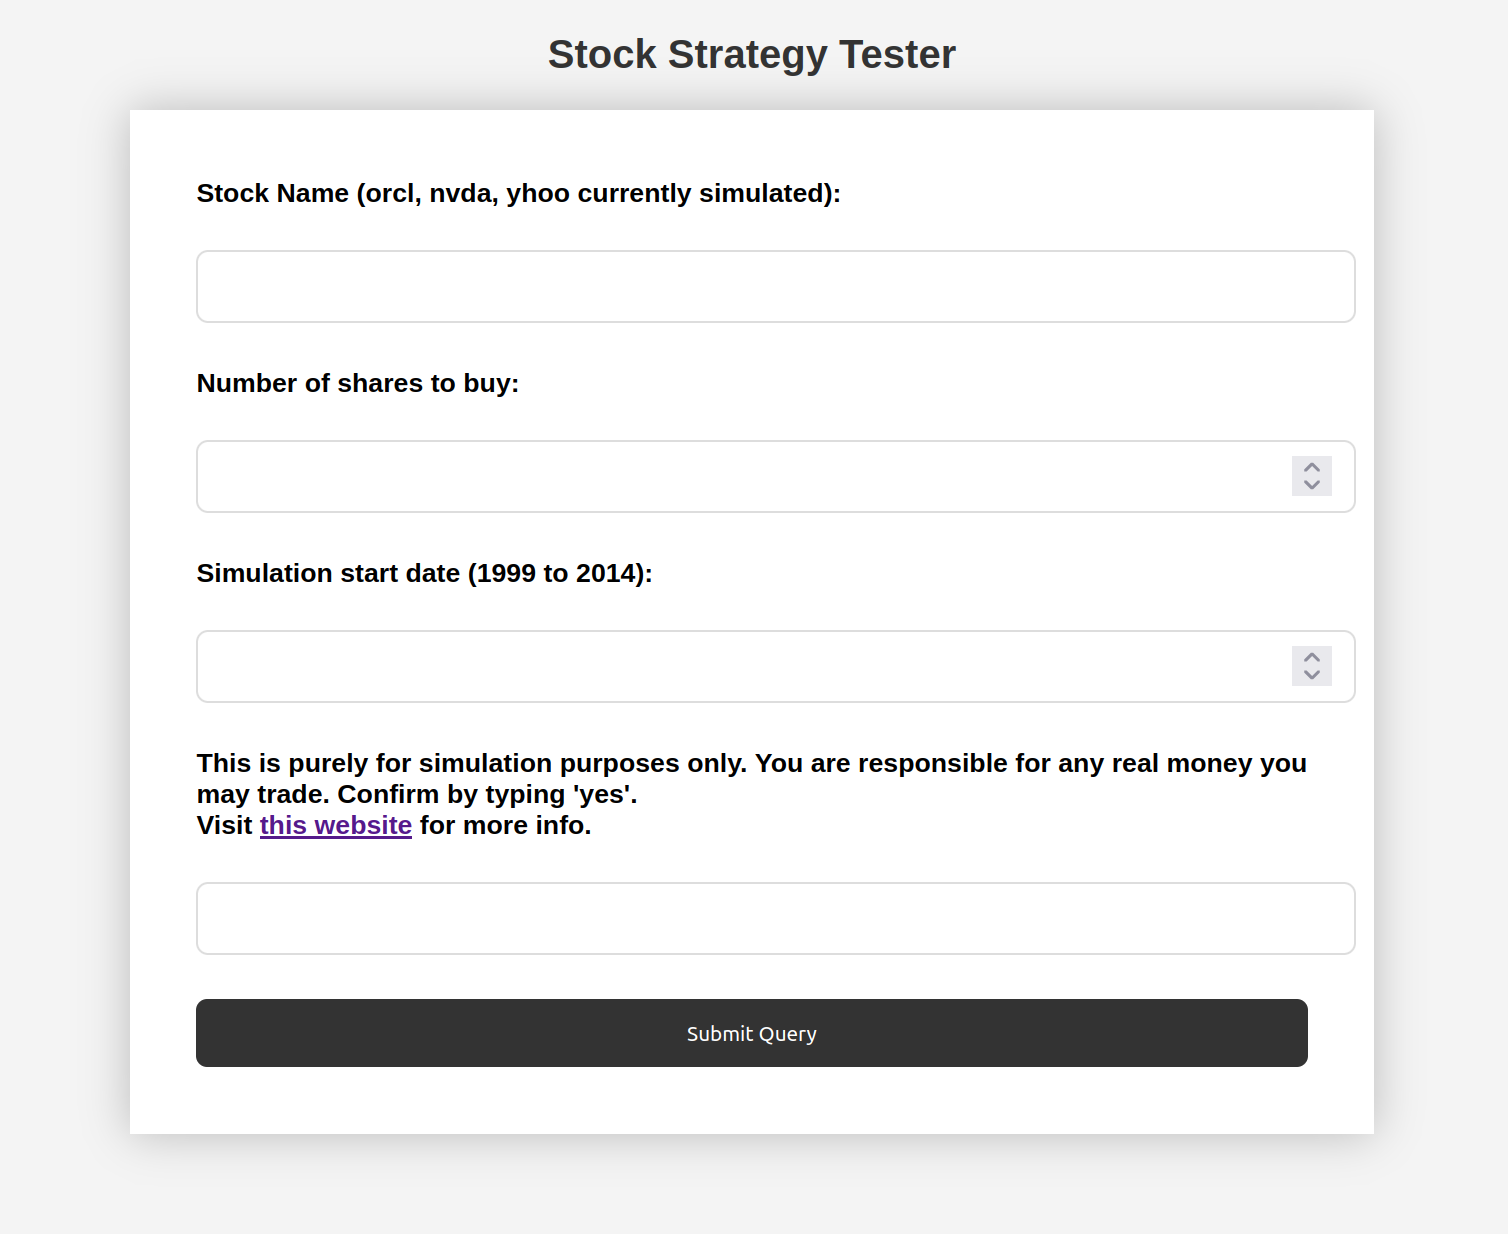 Stock Strategy Tester
Stock Name (orcl, nvda, yhoo currently simulated):
Number of shares to buy:
Simulation start date (1999 to 2014):
This is purely for simulation purposes only. You are responsible for any real money you
may trade. Confirm by typing 'yes'.
Visit this website for more info.
Submit Query